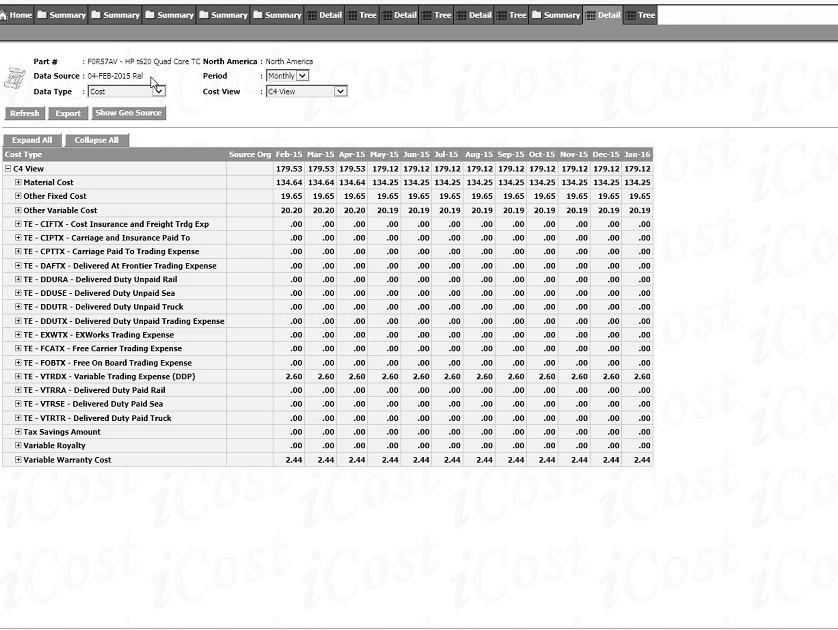 Home Summary Summary Summary Summary Summary Detail Tree Detail Tree Detail Tree Summary Detail Tree
Part # : F0R57AV - HP t620 Quad Core TC North America : North America
Data Source : 04-FEB-2015 Rel Period : Monthly
Data Type : Cost Cost View : C4 View
Refresh Export Show Geo Source
Expand All Collapse All
Cost Type Source Org Feb-15 Mar-15 Apr-15 May-15 Jun-15 Jul-15 Aug-15 Sep-15 Oct-15 Nov-15 Dec-15 Jan-16
C4 View 179.53 179.53 179.53 179.12 179.12 179.12 179.12 179.12 179.12 179.12 179.12 179.12
Material Cost 134.64 134.64 134.64 134.25 134.25 134.25 134.25 134.25 134.25 134.25 134.25 134.25
Other Fixed Cost 19.65 19.65 19.65 19.65 19.65 19.65 19.65 19.65 19.65 19.65 19.65 19.65
Other Variable Cost 20.20 20.20 20.20 20.19 20.19 20.19 20.19 20.19 20.19 20.19 20.19 20.19
TE - CIFTX - Cost Insurance and Freight Trdg Exp .00 .00 .00 .00 .00 .00 .00 .00 .00 .00 .00 .00
TE - CIPTX - Carriage and Insurance Paid To .00 .00 .00 .00 .00 .00 .00 .00 .00 .00 .00 .00
TE - CPTTX - Carriage Paid To Trading Expense .00 .00 .00 .00 .00 .00 .00 .00 .00 .00 .00 .00
TE - DAFTX - Delivered At Frontier Trading Expense .00 .00 .00 .00 .00 .00 .00 .00 .00 .00 .00 .00
TE - DDURA - Delivered Duty Unpaid Rail .00 .00 .00 .00 .00 .00 .00 .00 .00 .00 .00 .00
TE - DDUSE - Delivered Duty Unpaid Sea .00 .00 .00 .00 .00 .00 .00 .00 .00 .00 .00 .00
TE - DDUTR - Delivered Duty Unpaid Truck .00 .00 .00 .00 .00 .00 .00 .00 .00 .00 .00 .00
TE - DDUTX - Delivered Duty Unpaid Trading Expense .00 .00 .00 .00 .00 .00 .00 .00 .00 .00 .00 .00
TE - EXWTX - EXWorks Trading Expense .00 .00 .00 .00 .00 .00 .00 .00 .00 .00 .00 .00
TE - FCATX - Free Carrier Trading Expense .00 .00 .00 .00 .00 .00 .00 .00 .00 .00 .00 .00
TE - FOBTX - Free On Board Trading Expense .00 .00 .00 .00 .00 .00 .00 .00 .00 .00 .00 .00
TE - VTRDX - Variable Trading Expense (DDP) 2.60 2.60 2.60 2.60 2.60 2.60 2.60 2.60 2.60 2.60 2.60 2.60
TE - VTRRA - Delivered Duty Paid Rail .00 .00 .00 .00 .00 .00 .00 .00 .00 .00 .00 .00
TE - VTRSE - Delivered Duty Paid Sea .00 .00 .00 .00 .00 .00 .00 .00 .00 .00 .00 .00
TE - VTRTR - Delivered Duty Paid Truck .00 .00 .00 .00 .00 .00 .00 .00 .00 .00 .00 .00
Tax Savings Amount .00 .00 .00 .00 .00 .00 .00 .00 .00 .00 .00 .00
Variable Royalty .00 .00 .00 .00 .00 .00 .00 .00 .00 .00 .00 .00
Variable Warranty Cost 2.44 2.44 2.44 2.44 2.44 2.44 2.44 2.44 2.44 2.44 2.44 2.44
iCost iCost iCost iCost iCost iCost